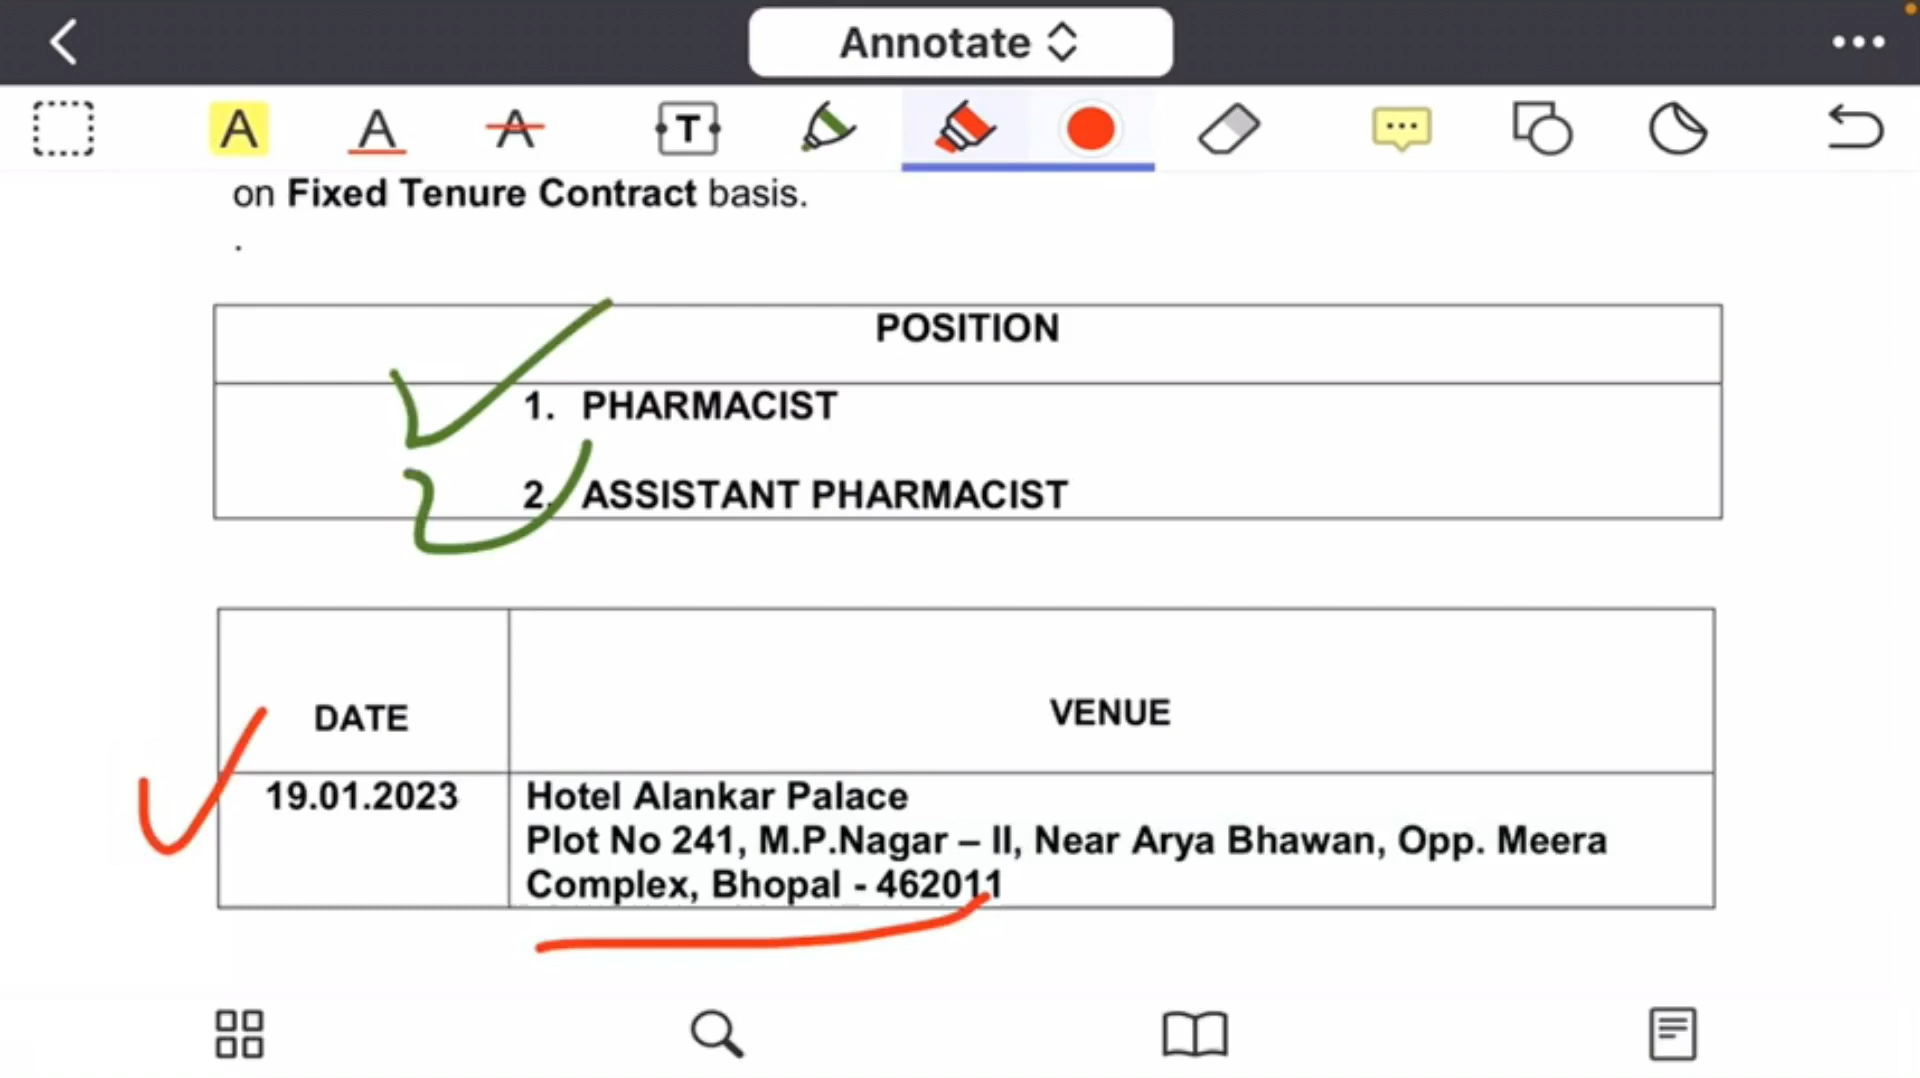 Annotate
A A A T
on Fixed Tenure Contract basis.
.
POSITION
1. PHARMACIST
2. ASSISTANT PHARMACIST
DATE VENUE
19.01.2023 Hotel Alankar Palace
Plot No 241, M.P.Nagar – II, Near Arya Bhawan, Opp. Meera
Complex, Bhopal - 462011